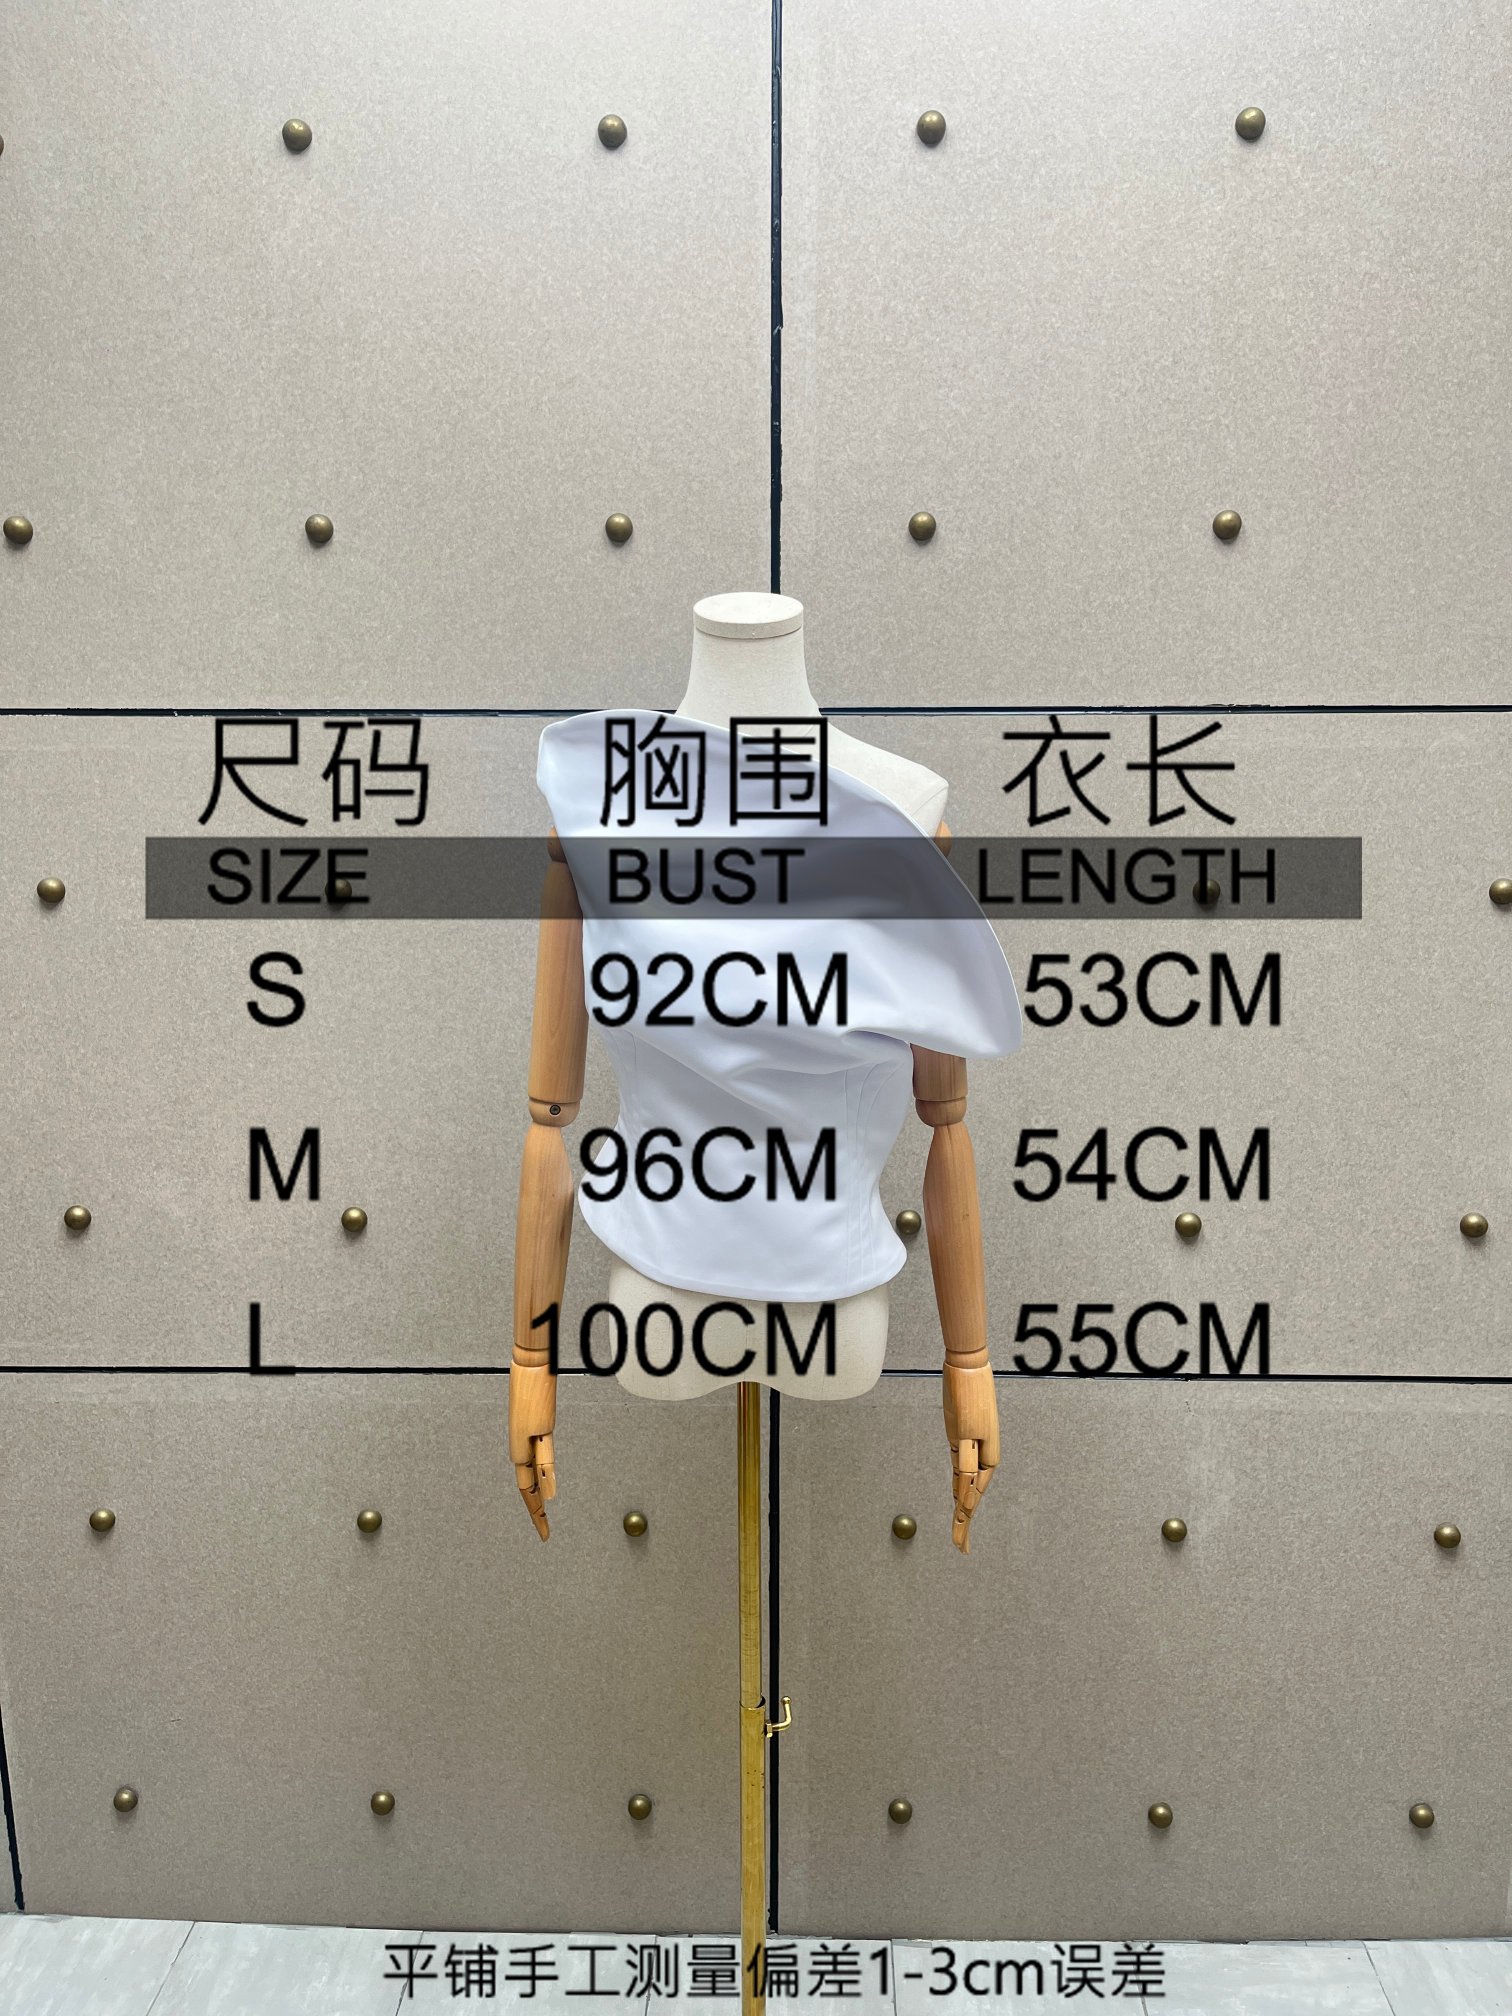 尺码 胸围 衣长
SIZE BUST LENGTH
S 92CM 53CM
M 96CM 54CM
L 100CM 55CM
平铺手工测量偏差1-3cm误差